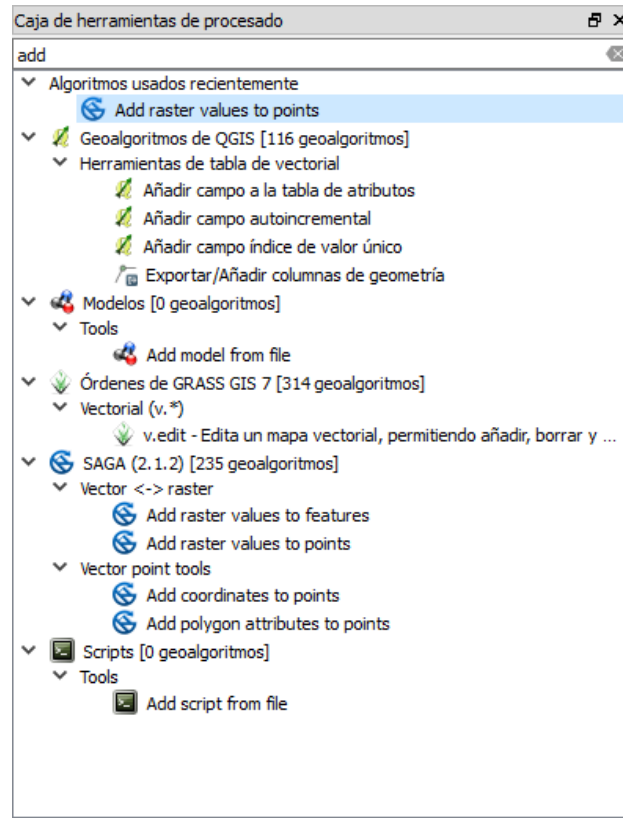 Caja de herramientas de procesado
add
Algoritmos usados recientemente
Add raster values to points
Geoalgoritmos de QGIS [116 geoalgoritmos]
Herramientas de tabla de vectorial
Añadir campo a la tabla de atributos
Añadir campo autoincremental
Añadir campo índice de valor único
Exportar/Añadir columnas de geometría
Modelos [0 geoalgoritmos]
Tools
Add model from file
Órdenes de GRASS GIS 7 [314 geoalgoritmos]
Vectorial (v.*)
v.edit - Edita un mapa vectorial, permitiendo añadir, borrar y ...
SAGA (2.1.2) [235 geoalgoritmos]
Vector <-> raster
Add raster values to features
Add raster values to points
Vector point tools
Add coordinates to points
Add polygon attributes to points
Scripts [0 geoalgoritmos]
Tools
Add script from file